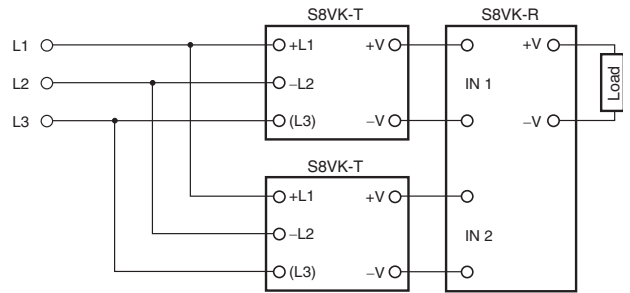 S8VK-T S8VK-R
L1 +L1 +V +V
L2 –L2 IN 1 Load
L3 (L3) –V –V
S8VK-T
+L1 +V
–L2 IN 2
(L3) –V